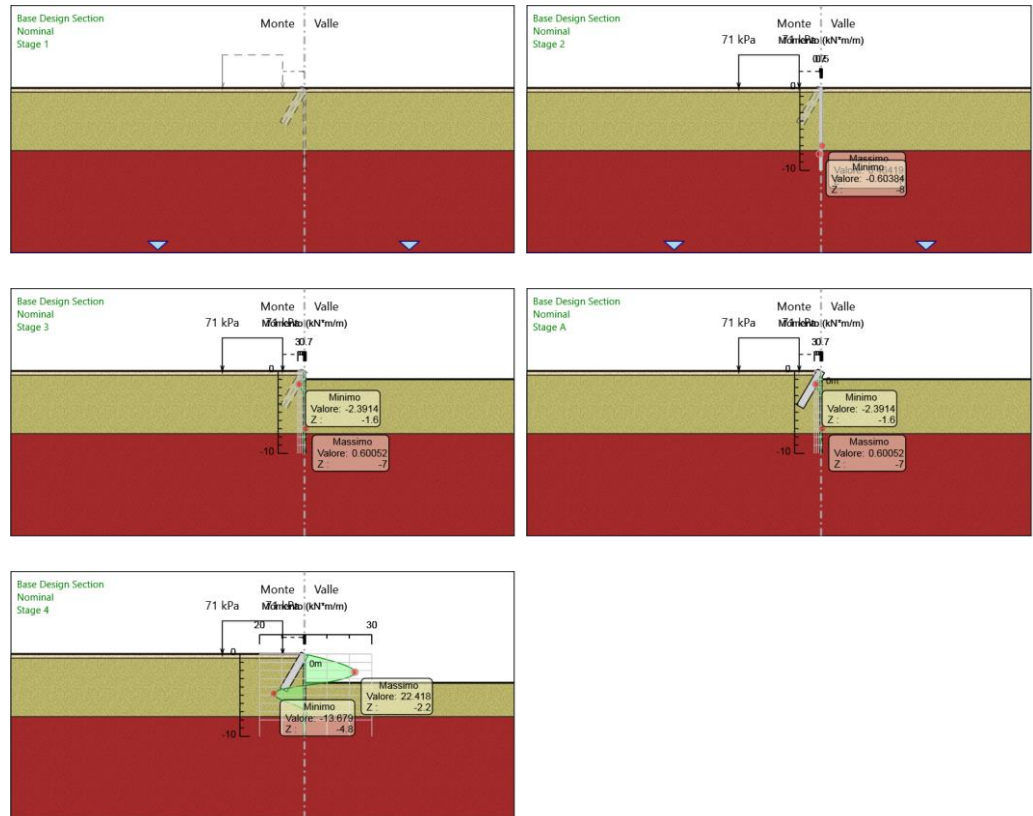 Base Design Section
Nominal
Stage 1
Monte Valle
Base Design Section
Nominal
Stage 2
Monte Valle
71 kPa
(kN*m/m)
0
-10
Massimo
Minimo
Valore: -0.60384
Z : -8
Base Design Section
Nominal
Stage 3
Monte Valle
71 kPa
(kN*m/m)
0
-10
Minimo
Valore: -2.3914
Z : -1.6
Massimo
Valore: 0.60052
Z : -7
Base Design Section
Nominal
Stage A
Monte Valle
71 kPa
(kN*m/m)
0
0m
-10
Minimo
Valore: -2.3914
Z : -1.6
Massimo
Valore: 0.60052
Z : -7
Base Design Section
Nominal
Stage 4
Monte Valle
71 kPa
(kN*m/m)
20 30
0
0m
-10
Massimo
Valore: 22.418
Z : -2.2
Minimo
Valore: -13.679
Z : -4.8